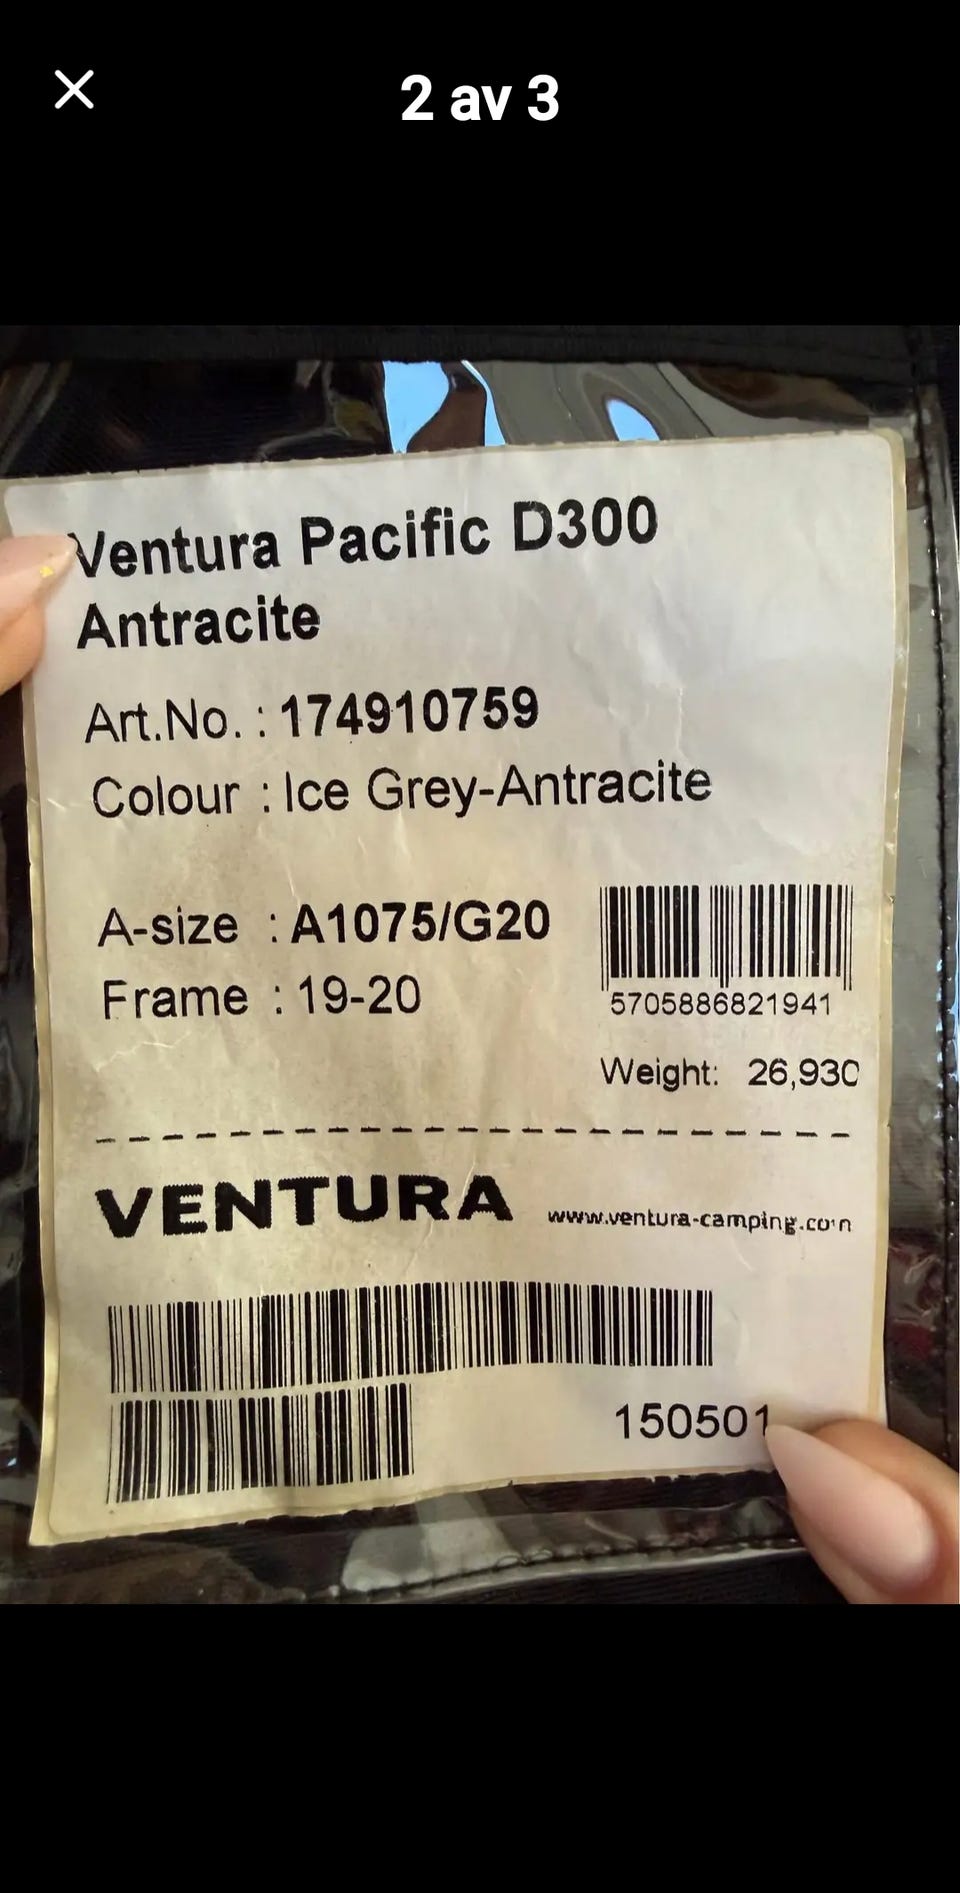 2 av 3
Ventura Pacific D300
Antracite
Art.No. : 174910759
Colour : Ice Grey-Antracite
A-size : A1075/G20
Frame : 19-20
5705886821941
Weight: 26,930
VENTURA www.ventura-camping.com
150501